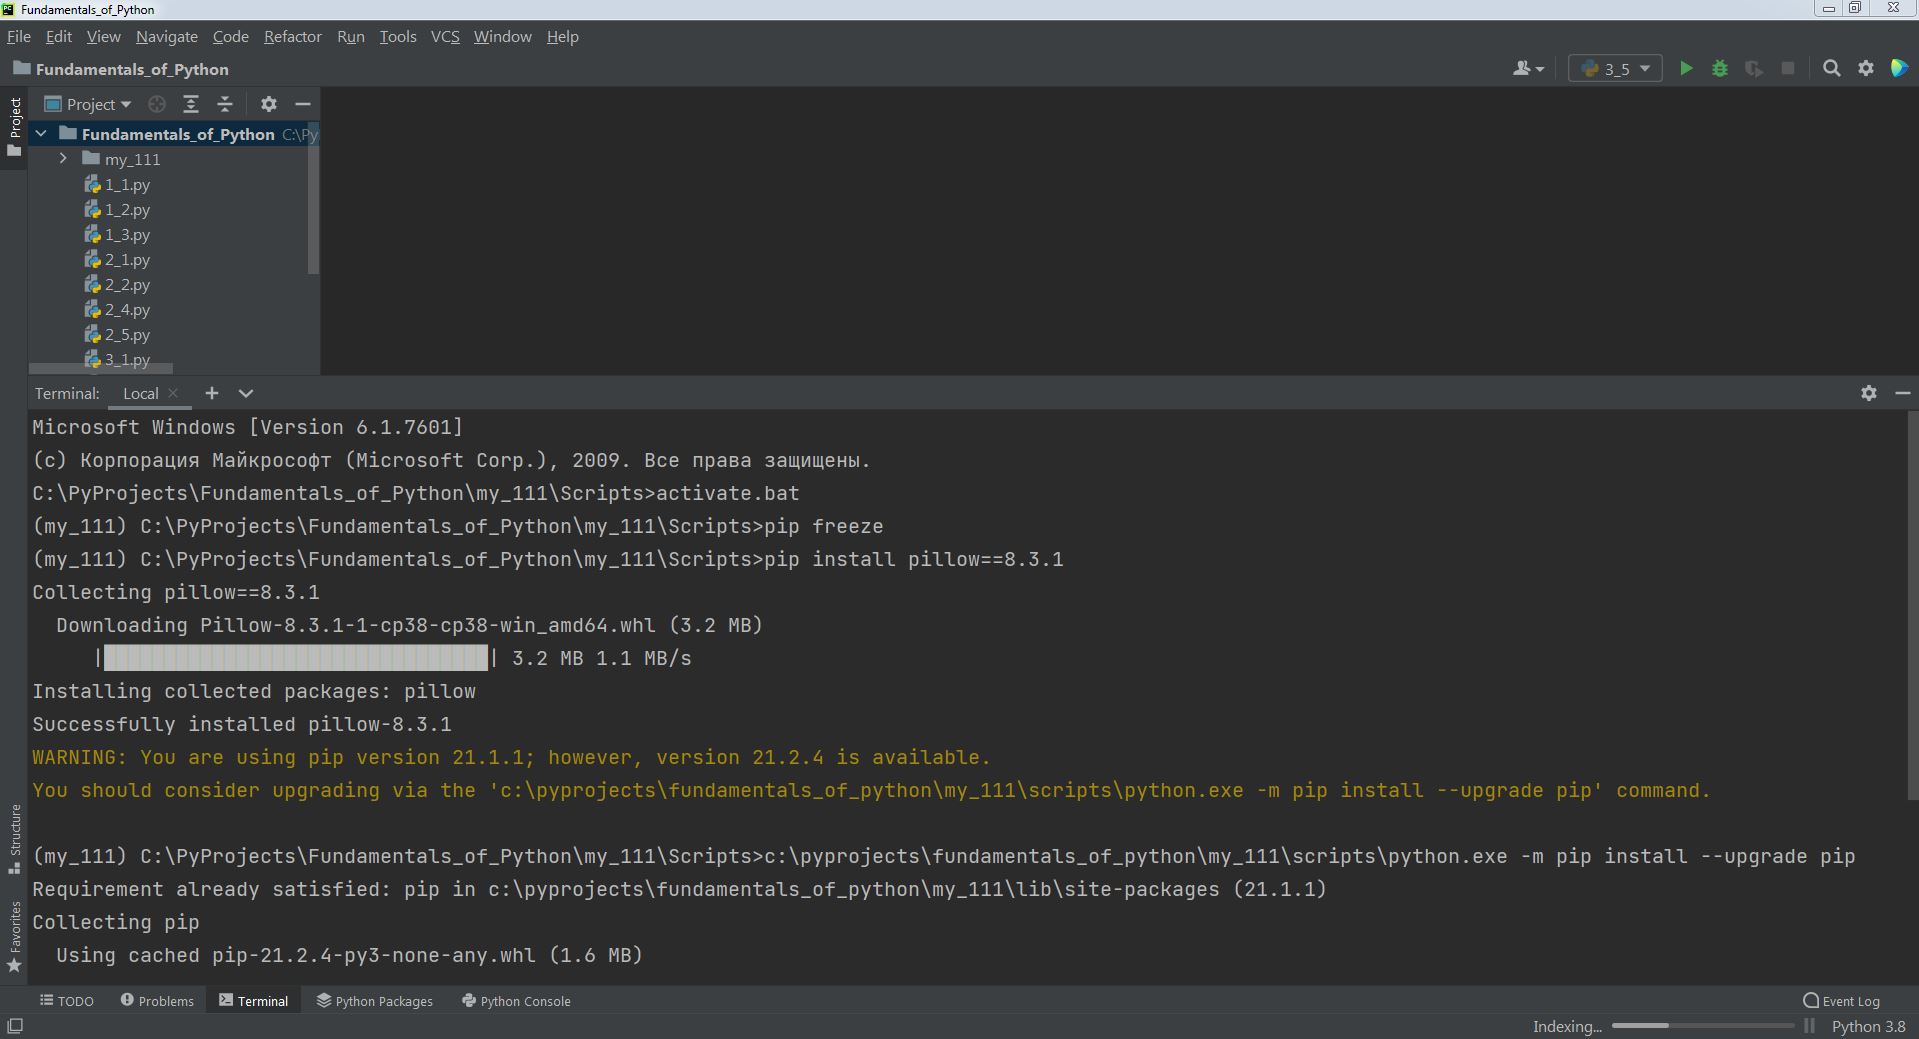 Fundamentals_of_Python
File Edit View Navigate Code Refactor Run Tools VCS Window Help
Fundamentals_of_Python
3_5
Project
Project
Fundamentals_of_Python C:\Py
my_111
1_1.py
1_2.py
1_3.py
2_1.py
2_2.py
2_4.py
2_5.py
3_1.py
Terminal: Local
Microsoft Windows [Version 6.1.7601]
(c) Корпорация Майкрософт (Microsoft Corp.), 2009. Все права защищены.
C:\PyProjects\Fundamentals_of_Python\my_111\Scripts>activate.bat
(my_111) C:\PyProjects\Fundamentals_of_Python\my_111\Scripts>pip freeze
(my_111) C:\PyProjects\Fundamentals_of_Python\my_111\Scripts>pip install pillow==8.3.1
Collecting pillow==8.3.1
Downloading Pillow-8.3.1-1-cp38-cp38-win_amd64.whl (3.2 MB)
| | 3.2 MB 1.1 MB/s
Installing collected packages: pillow
Successfully installed pillow-8.3.1
WARNING: You are using pip version 21.1.1; however, version 21.2.4 is available.
You should consider upgrading via the 'c:\pyprojects\fundamentals_of_python\my_111\scripts\python.exe -m pip install --upgrade pip' command.
(my_111) C:\PyProjects\Fundamentals_of_Python\my_111\Scripts>c:\pyprojects\fundamentals_of_python\my_111\scripts\python.exe -m pip install --upgrade pip
Requirement already satisfied: pip in c:\pyprojects\fundamentals_of_python\my_111\lib\site-packages (21.1.1)
Collecting pip
Using cached pip-21.2.4-py3-none-any.whl (1.6 MB)
Structure
Favorites
TODO Problems Terminal Python Packages Python Console Event Log
Indexing... Python 3.8